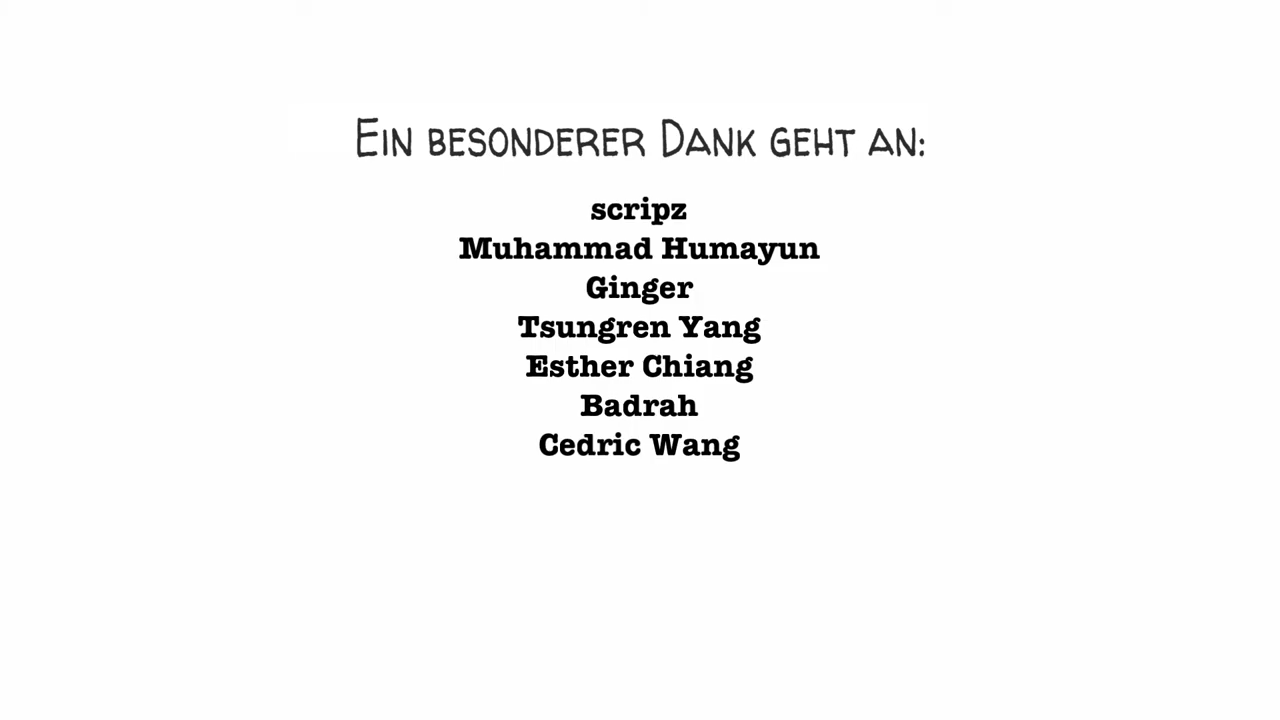 Ein besonderer Dank geht an:
scripz
Muhammad Humayun
Ginger
Tsungren Yang
Esther Chiang
Badrah
Cedric Wang